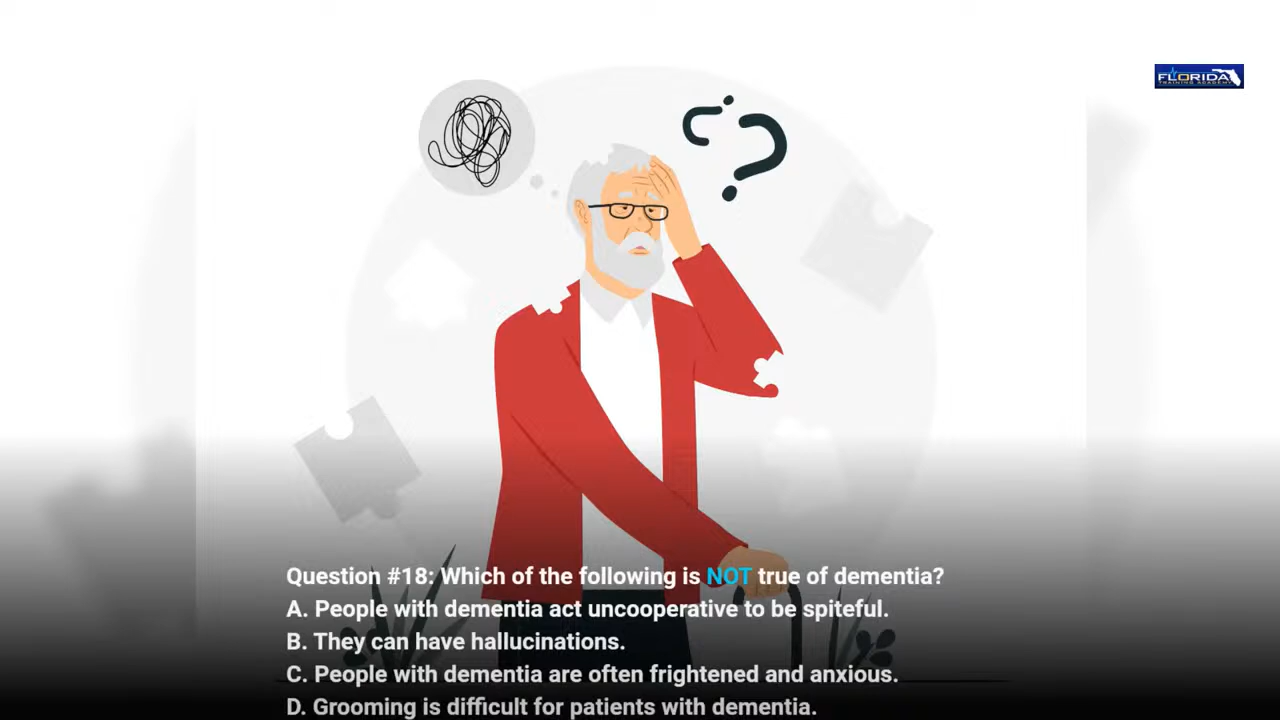 FLORIDA
TRAINING ACADEMY
Question #18: Which of the following is NOT true of dementia?
A. People with dementia act uncooperative to be spiteful.
B. They can have hallucinations.
C. People with dementia are often frightened and anxious.
D. Grooming is difficult for patients with dementia.